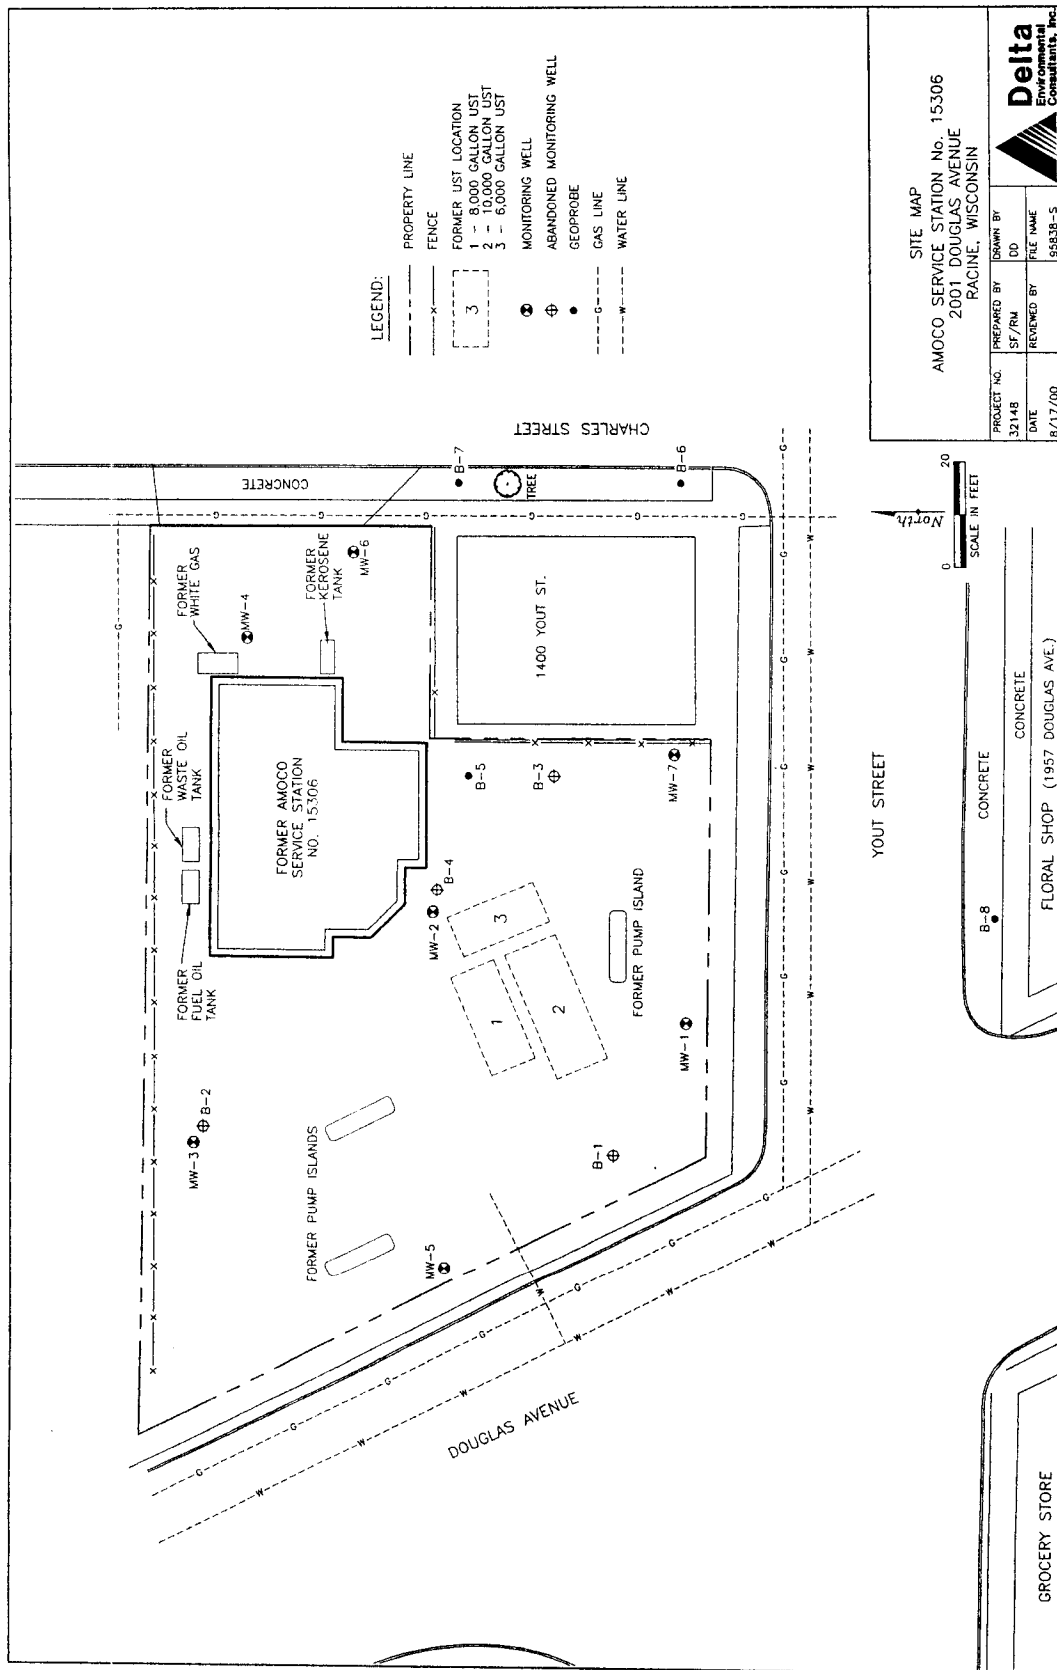 LEGEND:
PROPERTY LINE
x FENCE
FORMER UST LOCATION
1 - 8,000 GALLON UST
2 - 10,000 GALLON UST
3 - 6,000 GALLON UST
3
MONITORING WELL
ABANDONED MONITORING WELL
GEOPROBE
G GAS LINE
W WATER LINE
CHARLES STREET
CONCRETE
B-7
TREE
B-6
FORMER
WHITE GAS
MW-4
FORMER
KEROSENE
TANK
MW-6
1400 YOUT ST.
FORMER
WASTE OIL
TANK
FORMER
FUEL OIL
TANK
FORMER AMOCO
SERVICE STATION
NO. 15306
B-5
B-3
MW-7
B-4
MW-2
3
1
2
FORMER PUMP ISLAND
MW-1
B-2
MW-3
FORMER PUMP ISLANDS
B-1
MW-5
DOUGLAS AVENUE
YOUT STREET
B-8
CONCRETE
CONCRETE
FLORAL SHOP (1957 DOUGLAS AVE.)
GROCERY STORE
North
0 20
SCALE IN FEET
SITE MAP
AMOCO SERVICE STATION No. 15306
2001 DOUGLAS AVENUE
RACINE, WISCONSIN
PROJECT NO.
32148
PREPARED BY
SF/RM
DRAWN BY
DD
DATE
8/17/00
REVIEWED BY
FILE NAME
95838-S
Delta
Environmental
Consultants, Inc.